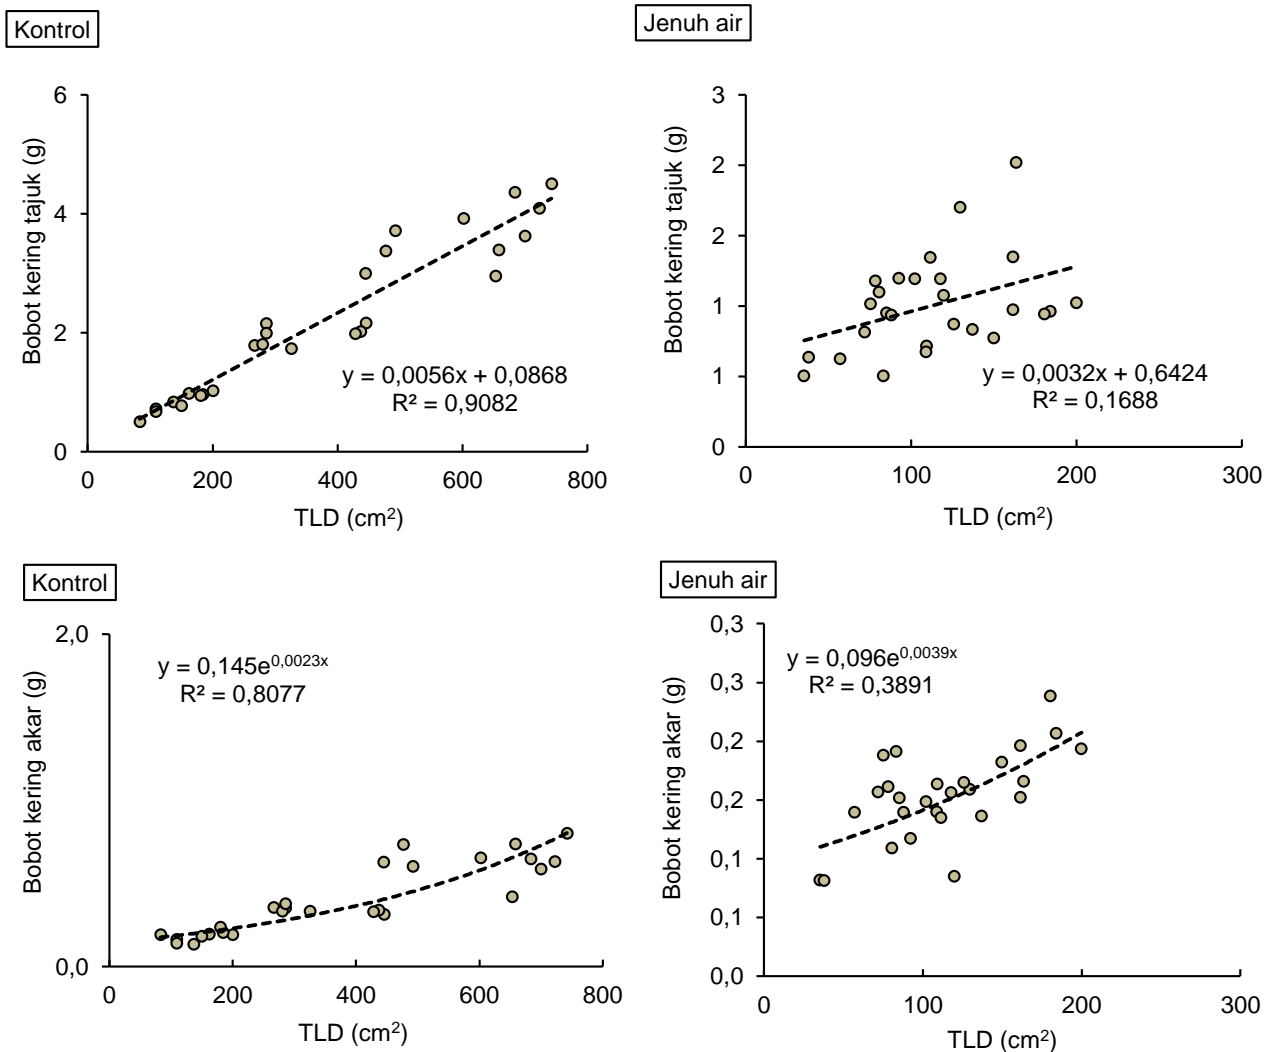 Kontrol
Bobot kering tajuk (g)
6
4
2
0
y = 0,0056x + 0,0868
R² = 0,9082
0 200 400 600 800
TLD (cm²)
Jenuh air
Bobot kering tajuk (g)
3
2
2
1
1
0
y = 0,0032x + 0,6424
R² = 0,1688
0 100 200 300
TLD (cm²)
Kontrol
Bobot kering akar (g)
2,0
0,0
y = 0,145e^0,0023x
R² = 0,8077
0 200 400 600 800
TLD (cm²)
Jenuh air
Bobot kering akar (g)
0,3
0,3
0,2
0,2
0,1
0,1
0,0
y = 0,096e^0,0039x
R² = 0,3891
0 100 200 300
TLD (cm²)